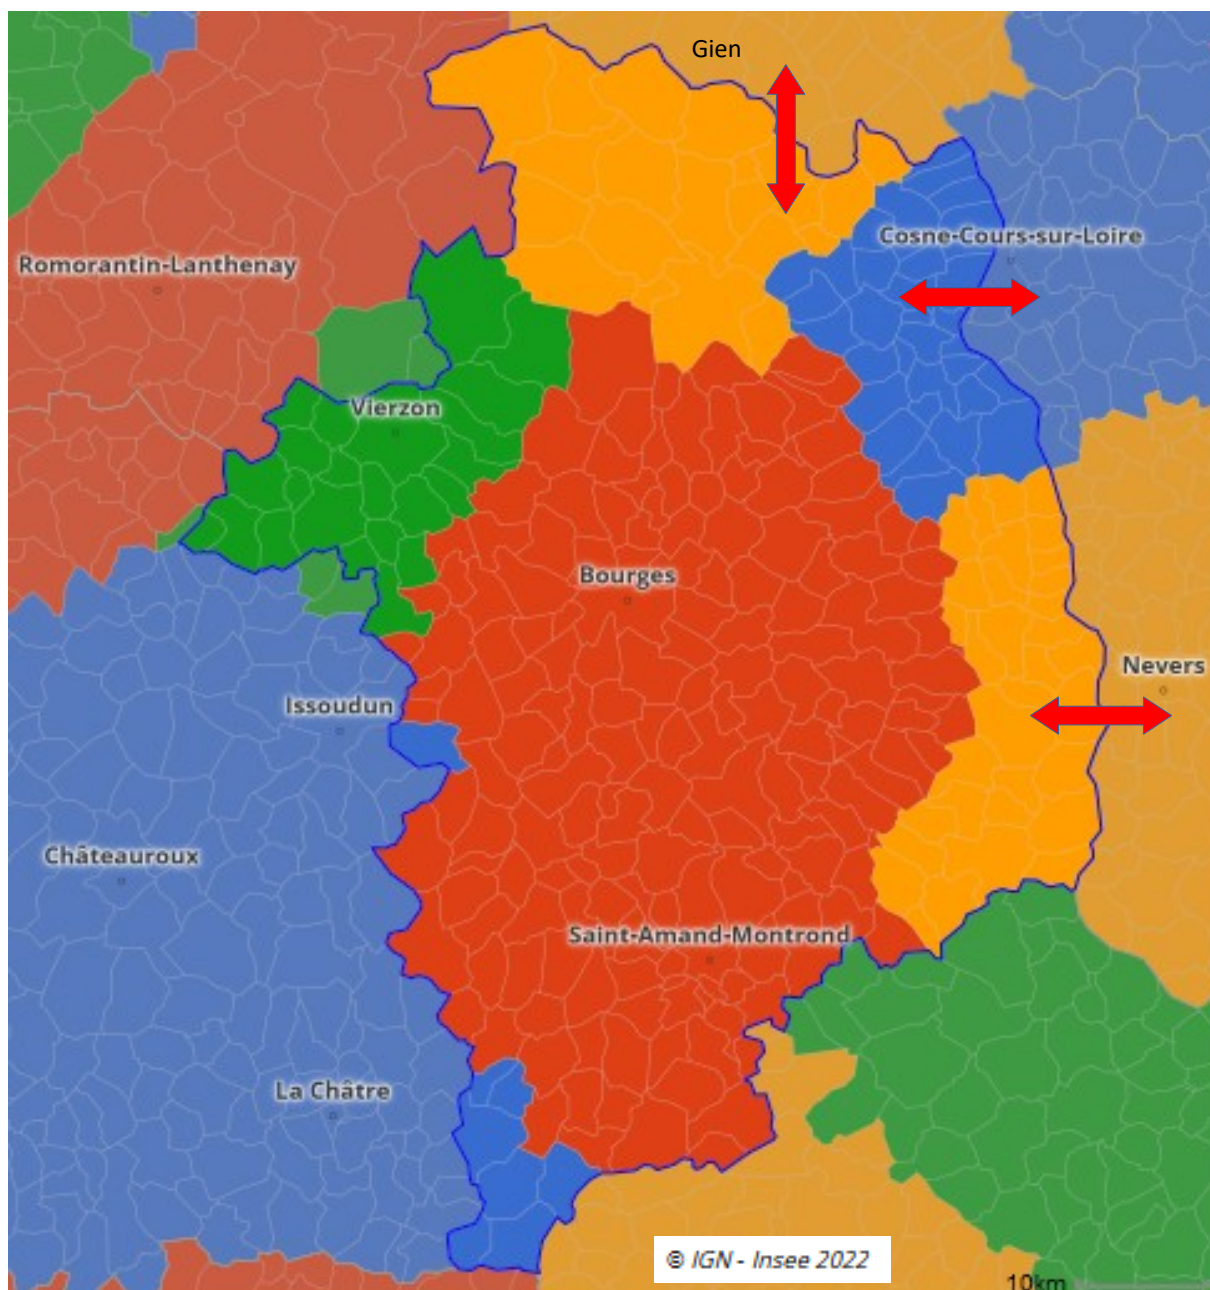 Gien
Cosne-Cours-sur-Loire
Romorantin-Lanthenay
Vierzon
Bourges
Nevers
Issoudun
Châteauroux
Saint-Amand-Montrond
La Châtre
© IGN - Insee 2022
10km